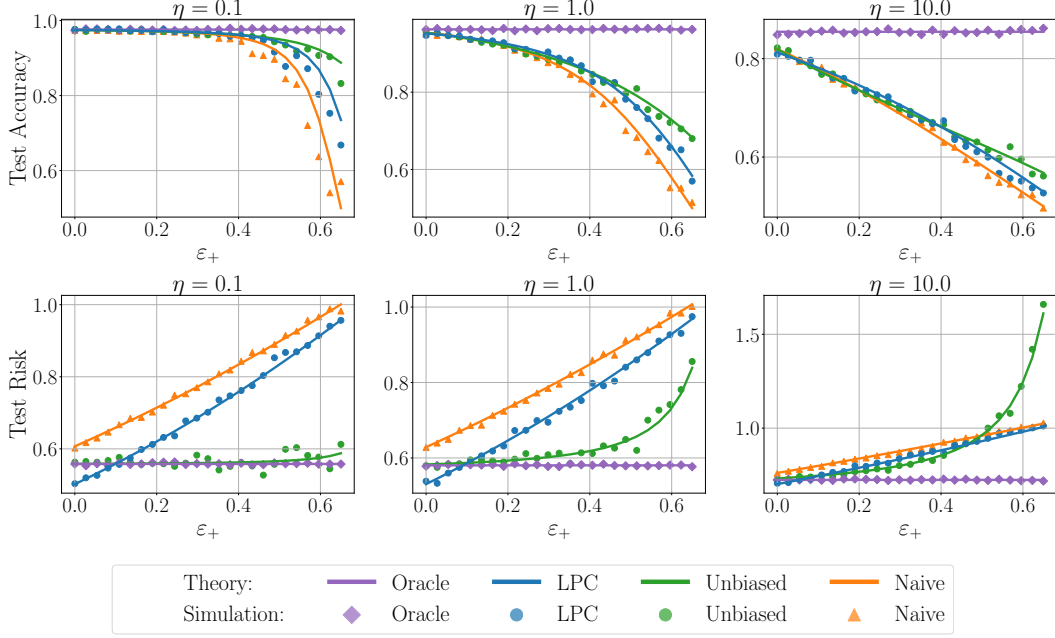 η = 0.1
η = 1.0
η = 10.0
Test Accuracy
1.0
0.8
0.6
0.0 0.2 0.4 0.6
ε+
0.8
0.6
0.0 0.2 0.4 0.6
ε+
0.8
0.6
0.0 0.2 0.4 0.6
ε+
η = 0.1
η = 1.0
η = 10.0
Test Risk
1.0
0.8
0.6
0.0 0.2 0.4 0.6
ε+
1.0
0.8
0.6
0.0 0.2 0.4 0.6
ε+
1.5
1.0
0.0 0.2 0.4 0.6
ε+
Theory: Oracle LPC Unbiased Naive
Simulation: Oracle LPC Unbiased Naive